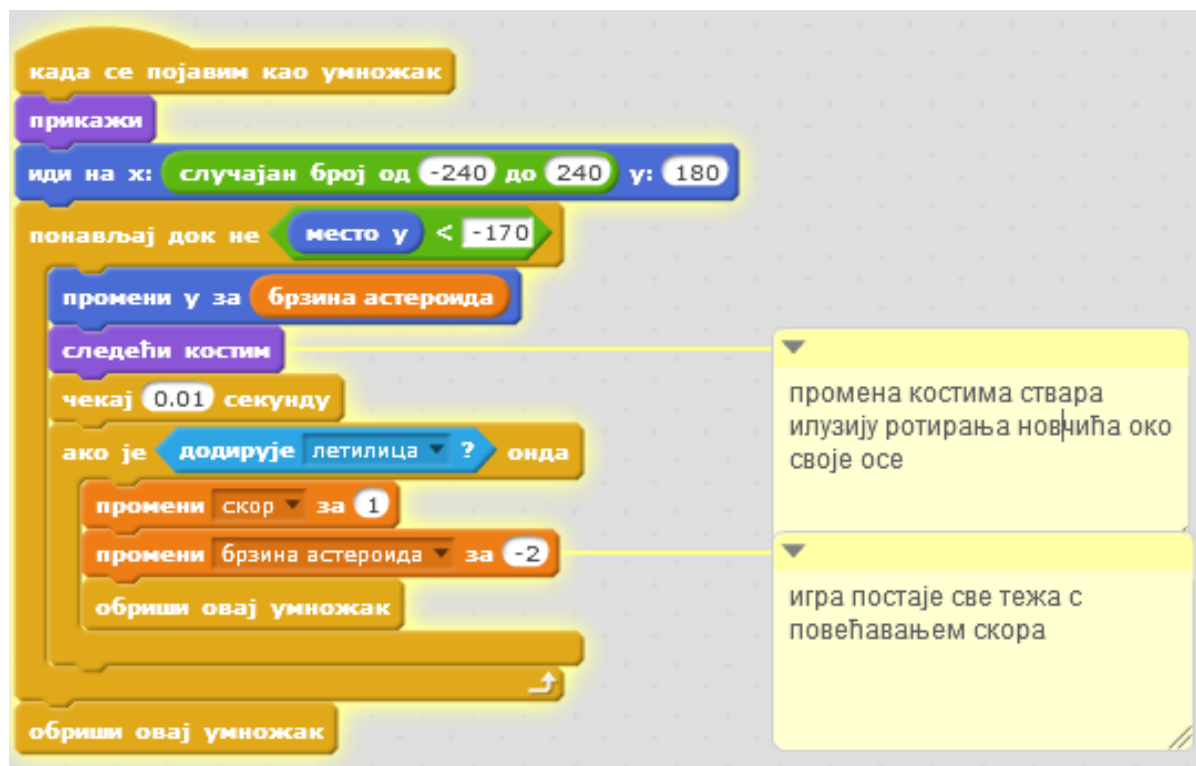 када се појавим као умножак
прикажи
иди на x: случајан број од -240 до 240 y: 180
понављај док не место y < -170
промени y за брзина астероида
следећи костим
чекај 0.01 секунду
ако је додирује летилица ? онда
промени скор за 1
промени брзина астероида за -2
обриши овај умножак
обриши овај умножак
промена костима ствара
илузију ротирања новчића око
своје осе
игра постаје све тежа с
повећавањем скора